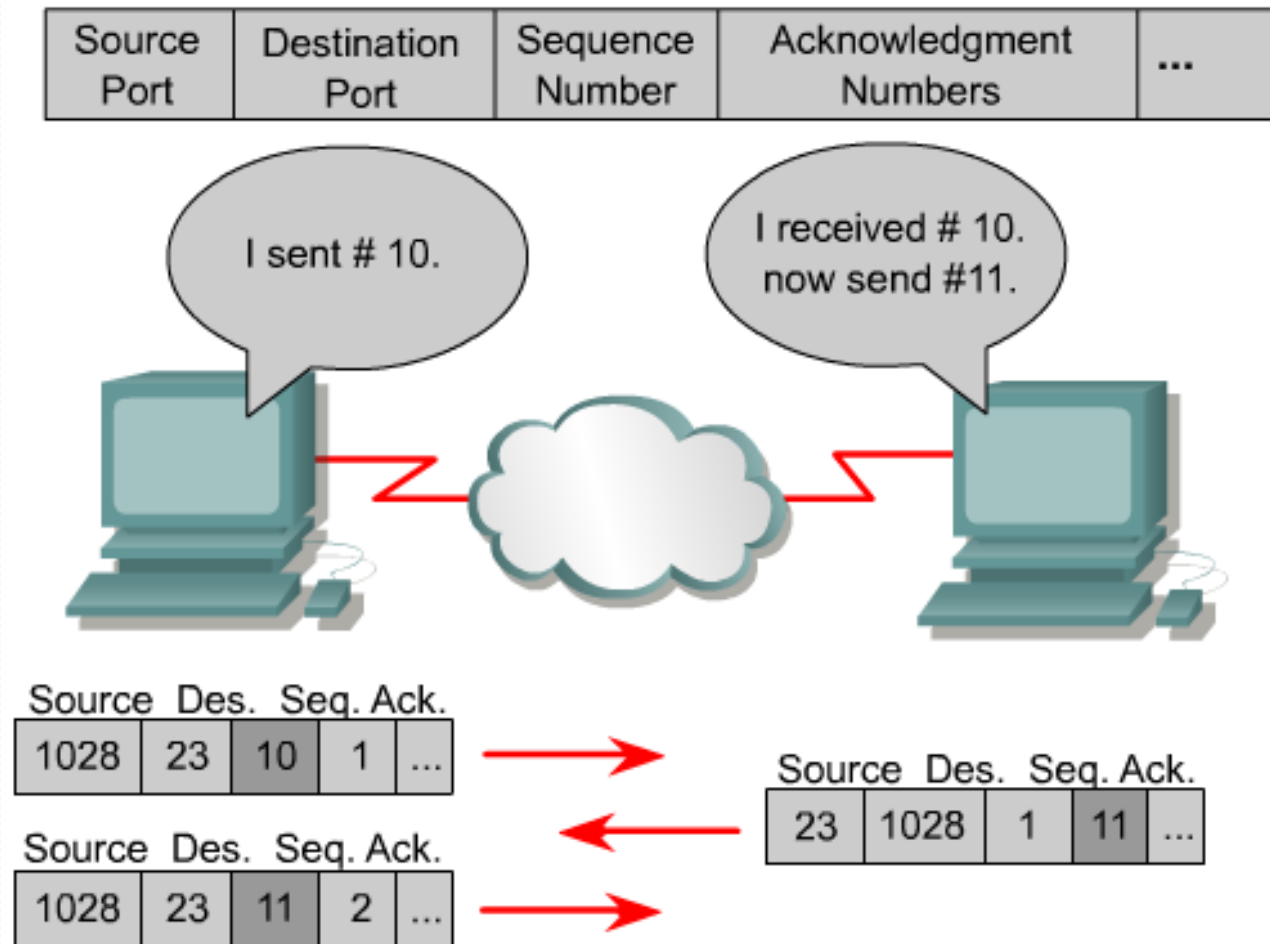 Source Port
Destination Port
Sequence Number
Acknowledgment Numbers
...
I sent # 10.
I received # 10.
now send #11.
Source Des. Seq. Ack.
1028 23 10 1 ...
Source Des. Seq. Ack.
23 1028 1 11 ...
Source Des. Seq. Ack.
1028 23 11 2 ...